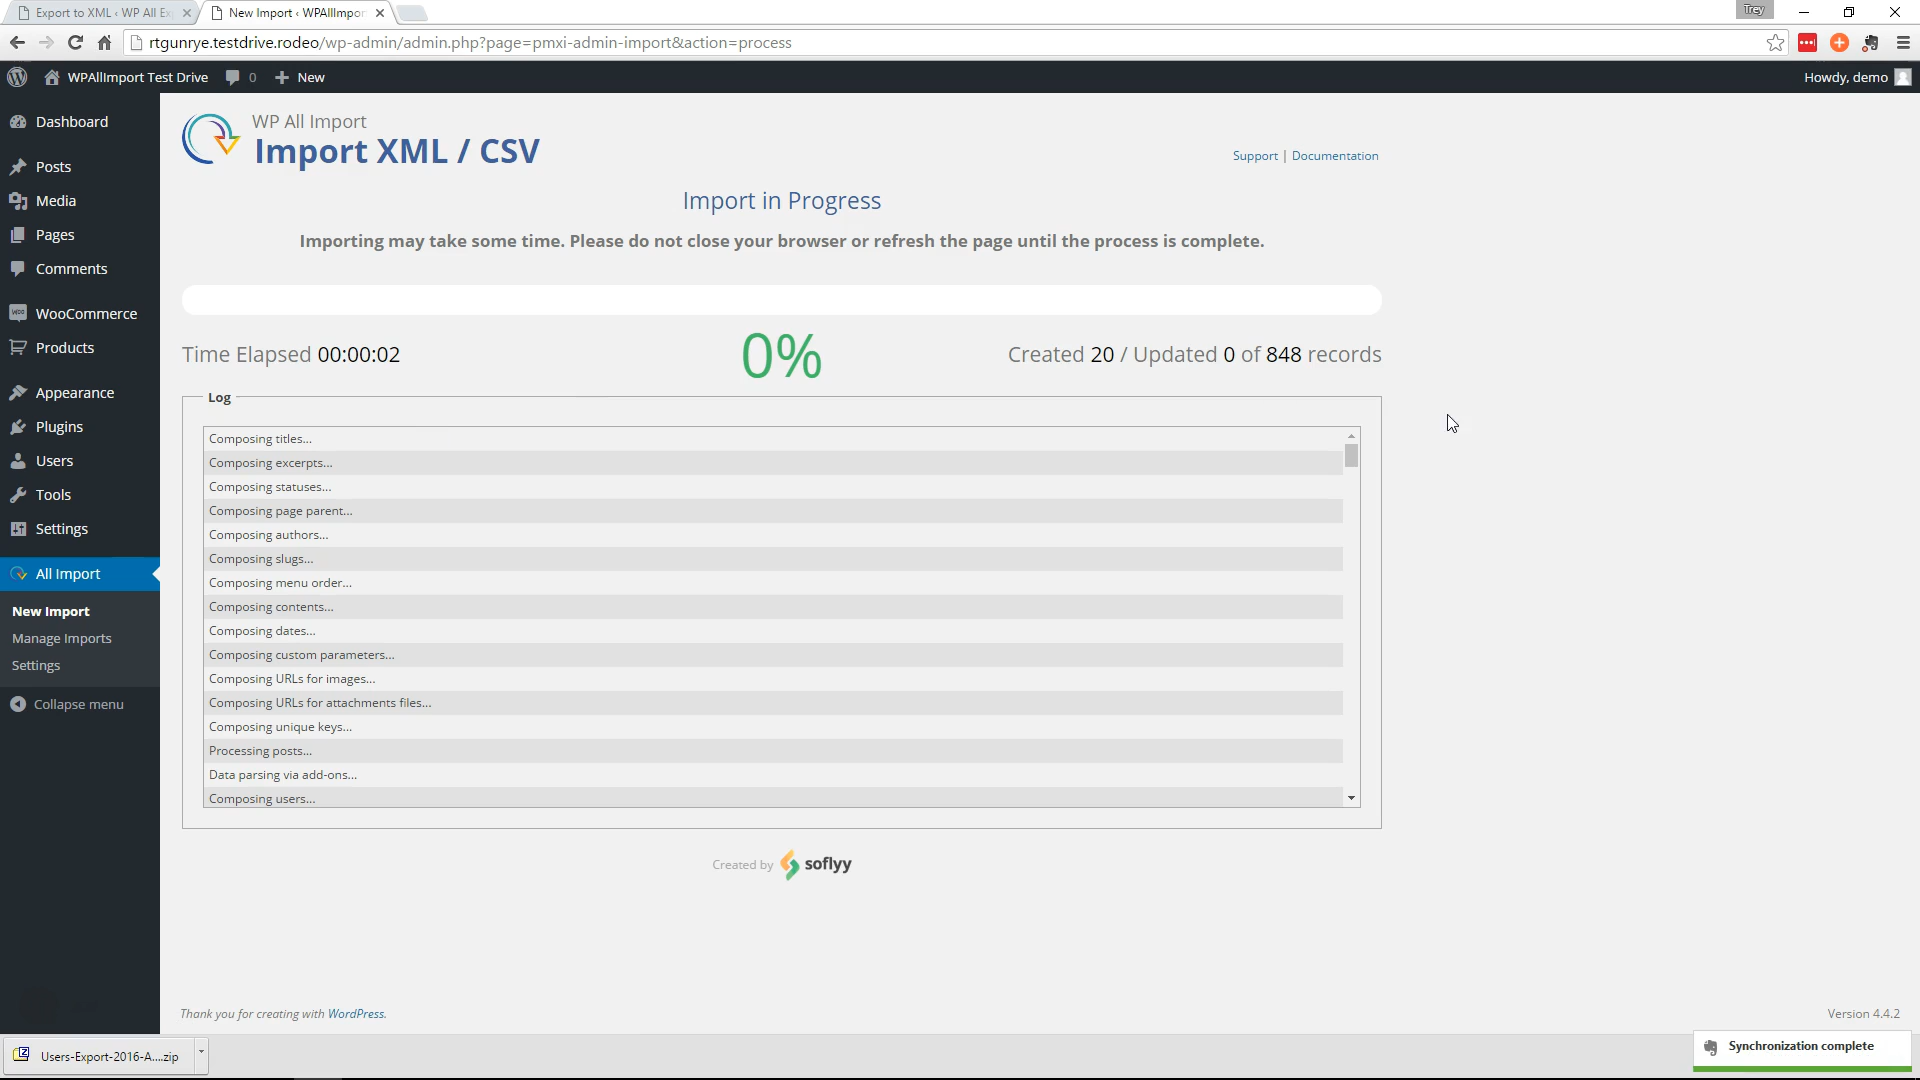 Export to XML ‹ WP All Ex
New Import ‹ WPAllImpor
Trey
rtgunrye.testdrive.rodeo/wp-admin/admin.php?page=pmxi-admin-import&action=process
WPAllImport Test Drive
0
New
Howdy, demo
Dashboard
Posts
Media
Pages
Comments
WooCommerce
Products
Appearance
Plugins
Users
Tools
Settings
All Import
New Import
Manage Imports
Settings
Collapse menu
WP All Import
Import XML / CSV
Support | Documentation
Import in Progress
Importing may take some time. Please do not close your browser or refresh the page until the process is complete.
Time Elapsed 00:00:02
0%
Created 20 / Updated 0 of 848 records
Log
Composing titles...
Composing excerpts...
Composing statuses...
Composing page parent...
Composing authors...
Composing slugs...
Composing menu order...
Composing contents...
Composing dates...
Composing custom parameters...
Composing URLs for images...
Composing URLs for attachments files...
Composing unique keys...
Processing posts...
Data parsing via add-ons...
Composing users...
Created by soflyy
Thank you for creating with WordPress.
Version 4.4.2
Users-Export-2016-A....zip
Synchronization complete